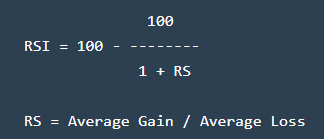 100
RSI = 100 - --------
1 + RS
RS = Average Gain / Average Loss